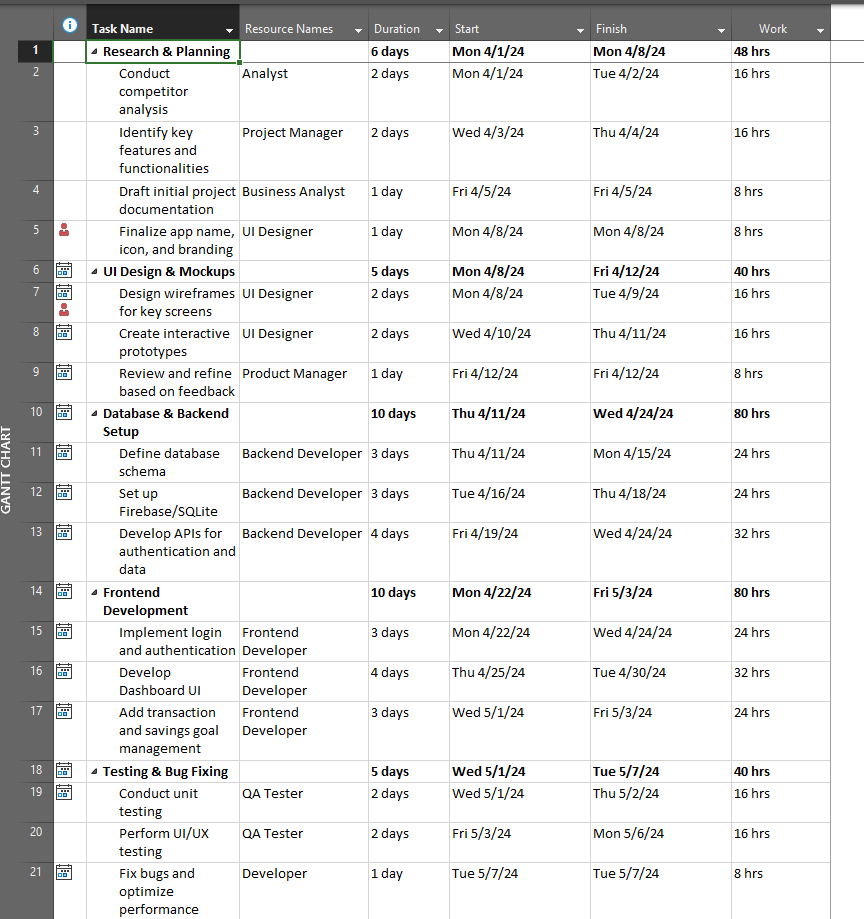 Task Name Resource Names Duration Start Finish Work
1 Research & Planning 6 days Mon 4/1/24 Mon 4/8/24 48 hrs
2 Conduct Analyst 2 days Mon 4/1/24 Tue 4/2/24 16 hrs
competitor
analysis
3 Identify key Project Manager 2 days Wed 4/3/24 Thu 4/4/24 16 hrs
features and
functionalities
4 Draft initial project Business Analyst 1 day Fri 4/5/24 Fri 4/5/24 8 hrs
documentation
5 Finalize app name, UI Designer 1 day Mon 4/8/24 Mon 4/8/24 8 hrs
icon, and branding
6 UI Design & Mockups 5 days Mon 4/8/24 Fri 4/12/24 40 hrs
7 Design wireframes UI Designer 2 days Mon 4/8/24 Tue 4/9/24 16 hrs
for key screens
8 Create interactive UI Designer 2 days Wed 4/10/24 Thu 4/11/24 16 hrs
prototypes
9 Review and refine Product Manager 1 day Fri 4/12/24 Fri 4/12/24 8 hrs
based on feedback
10 Database & Backend 10 days Thu 4/11/24 Wed 4/24/24 80 hrs
Setup
11 Define database Backend Developer 3 days Thu 4/11/24 Mon 4/15/24 24 hrs
schema
12 Set up Backend Developer 3 days Tue 4/16/24 Thu 4/18/24 24 hrs
Firebase/SQLite
13 Develop APIs for Backend Developer 4 days Fri 4/19/24 Wed 4/24/24 32 hrs
authentication and
data
14 Frontend 10 days Mon 4/22/24 Fri 5/3/24 80 hrs
Development
15 Implement login Frontend 3 days Mon 4/22/24 Wed 4/24/24 24 hrs
and authentication Developer
16 Develop Frontend 4 days Thu 4/25/24 Tue 4/30/24 32 hrs
Dashboard UI Developer
17 Add transaction Frontend 3 days Wed 5/1/24 Fri 5/3/24 24 hrs
and savings goal Developer
management
18 Testing & Bug Fixing 5 days Wed 5/1/24 Tue 5/7/24 40 hrs
19 Conduct unit QA Tester 2 days Wed 5/1/24 Thu 5/2/24 16 hrs
testing
20 Perform UI/UX QA Tester 2 days Fri 5/3/24 Mon 5/6/24 16 hrs
testing
21 Fix bugs and Developer 1 day Tue 5/7/24 Tue 5/7/24 8 hrs
optimize
performance
GANTT CHART